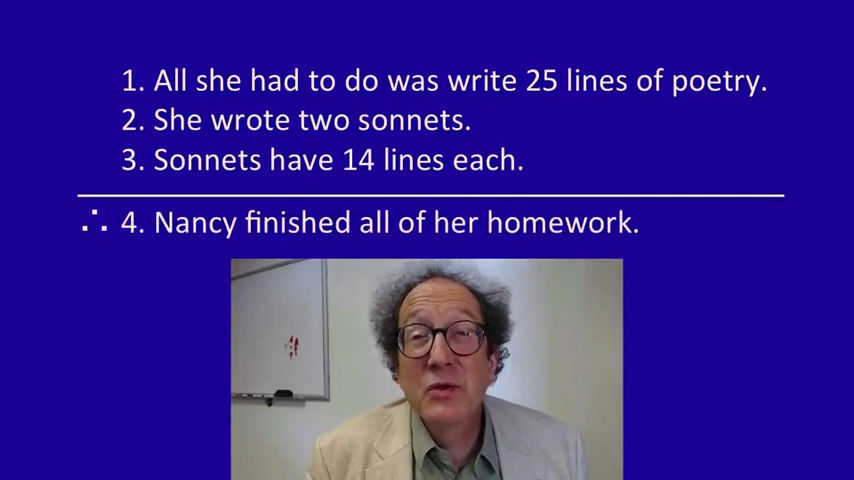 1. All she had to do was write 25 lines of poetry.
2. She wrote two sonnets.
3. Sonnets have 14 lines each.
∴ 4. Nancy finished all of her homework.